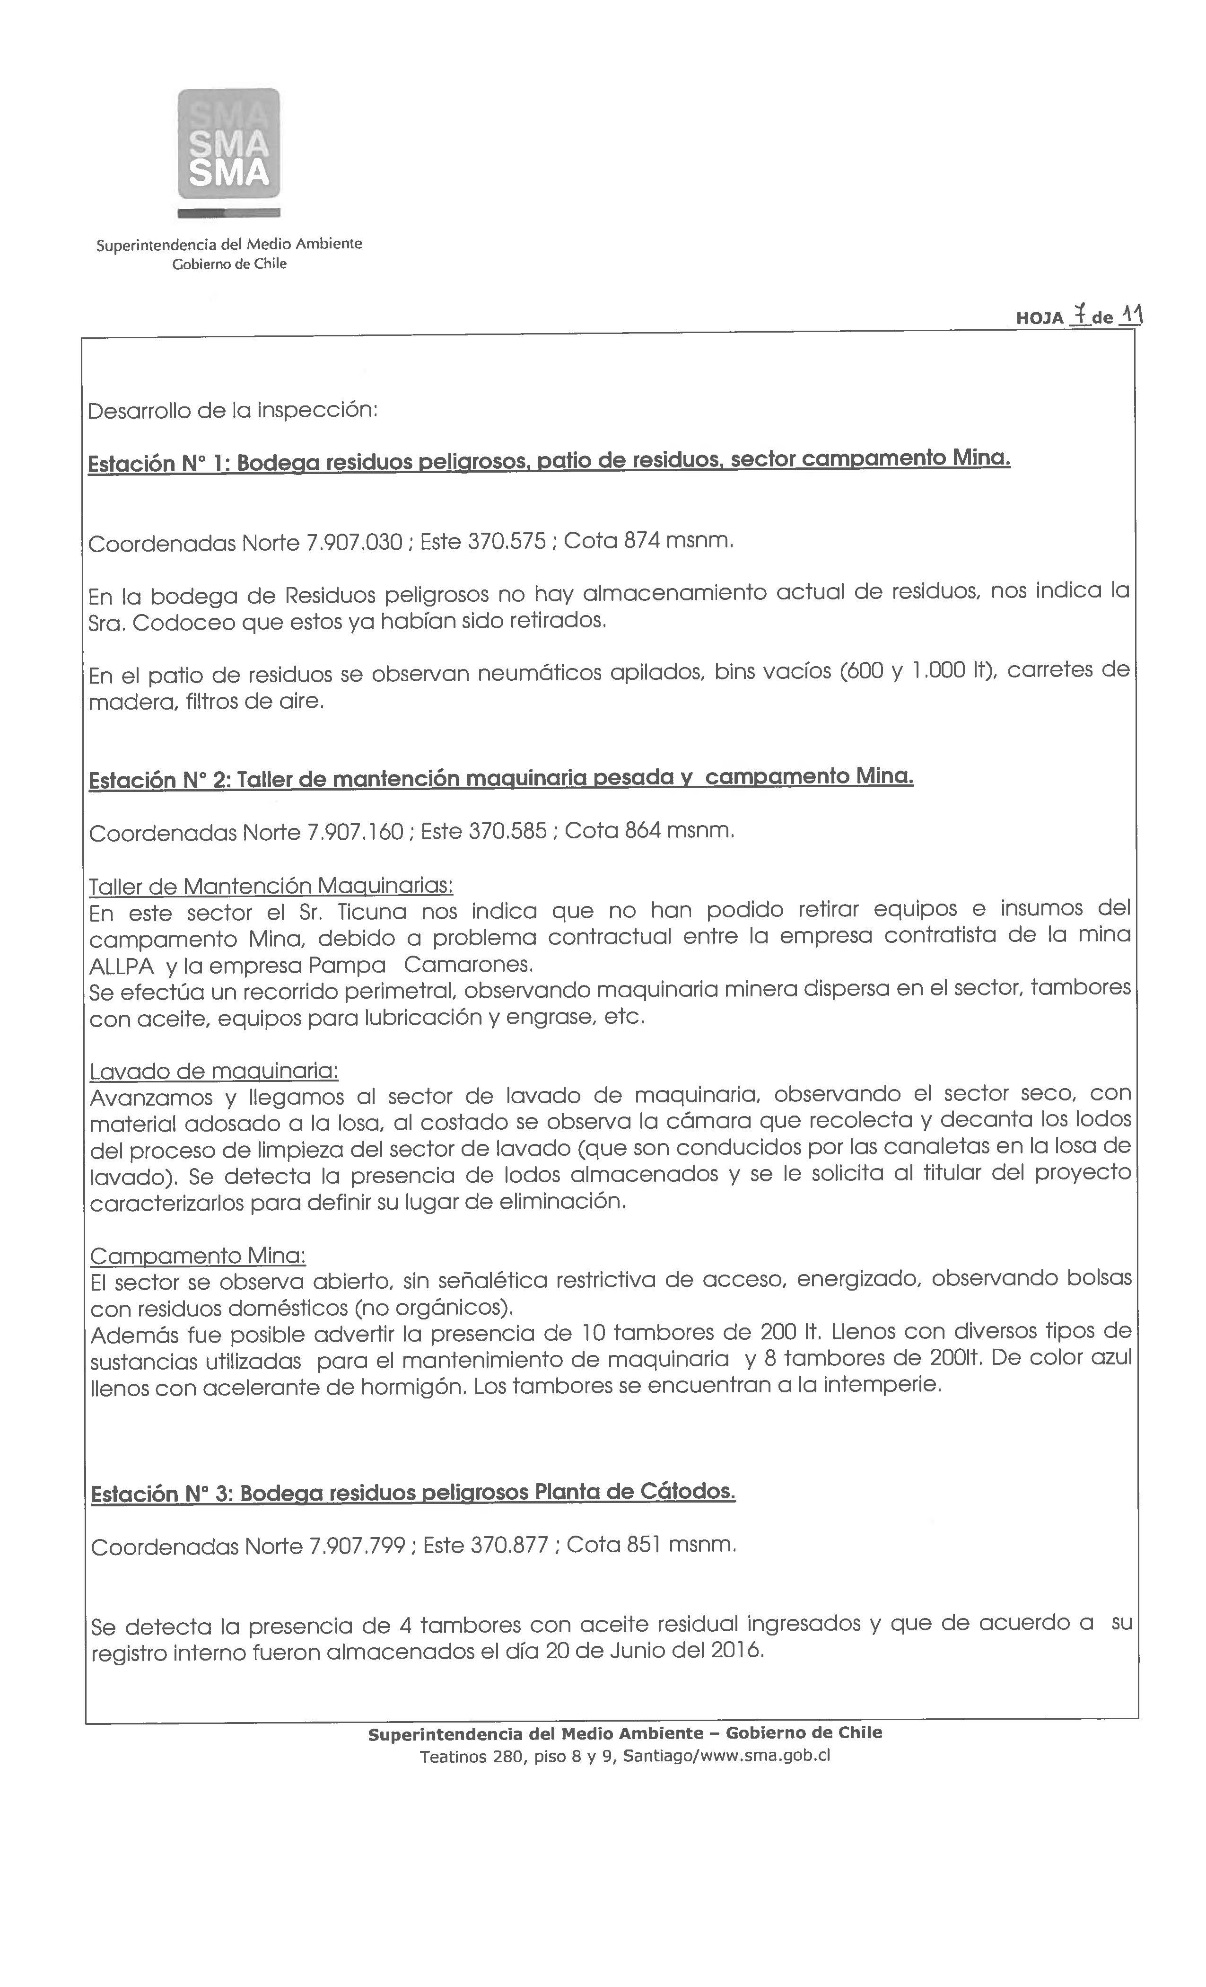 SMA
SMA
SMA
Superintendencia del Medio Ambiente
Gobierno de Chile
HOJA 7 de 11
Desarrollo de la inspección:
Estación N° 1: Bodega residuos peligrosos, patio de residuos, sector campamento Mina.
Coordenadas Norte 7.907.030 ; Este 370.575 ; Cota 874 msnm.
En la bodega de Residuos peligrosos no hay almacenamiento actual de residuos, nos indica la
Sra. Codoceo que estos ya habían sido retirados.
En el patio de residuos se observan neumáticos apilados, bins vacíos (600 y 1.000 lt), carretes de
madera, filtros de aire.
Estación N° 2: Taller de mantención maquinaria pesada y campamento Mina.
Coordenadas Norte 7.907.160 ; Este 370.585 ; Cota 864 msnm.
Taller de Mantención Maquinarias:
En este sector el Sr. Ticuna nos indica que no han podido retirar equipos e insumos del
campamento Mina, debido a problema contractual entre la empresa contratista de la mina
ALLPA y la empresa Pampa Camarones.
Se efectúa un recorrido perimetral, observando maquinaria minera dispersa en el sector, tambores
con aceite, equipos para lubricación y engrase, etc.
Lavado de maquinaria:
Avanzamos y llegamos al sector de lavado de maquinaria, observando el sector seco, con
material adosado a la losa, al costado se observa la cámara que recolecta y decanta los lodos
del proceso de limpieza del sector de lavado (que son conducidos por las canaletas en la losa de
lavado). Se detecta la presencia de lodos almacenados y se le solicita al titular del proyecto
caracterizarlos para definir su lugar de eliminación.
Campamento Mina:
El sector se observa abierto, sin señalética restrictiva de acceso, energizado, observando bolsas
con residuos domésticos (no orgánicos).
Además fue posible advertir la presencia de 10 tambores de 200 lt. Llenos con diversos tipos de
sustancias utilizadas para el mantenimiento de maquinaria y 8 tambores de 200lt. De color azul
llenos con acelerante de hormigón. Los tambores se encuentran a la intemperie.
Estación N° 3: Bodega residuos peligrosos Planta de Cátodos.
Coordenadas Norte 7.907.799 ; Este 370.877 ; Cota 851 msnm.
Se detecta la presencia de 4 tambores con aceite residual ingresados y que de acuerdo a su
registro interno fueron almacenados el día 20 de Junio del 2016.
Superintendencia del Medio Ambiente – Gobierno de Chile
Teatinos 280, piso 8 y 9, Santiago/www.sma.gob.cl